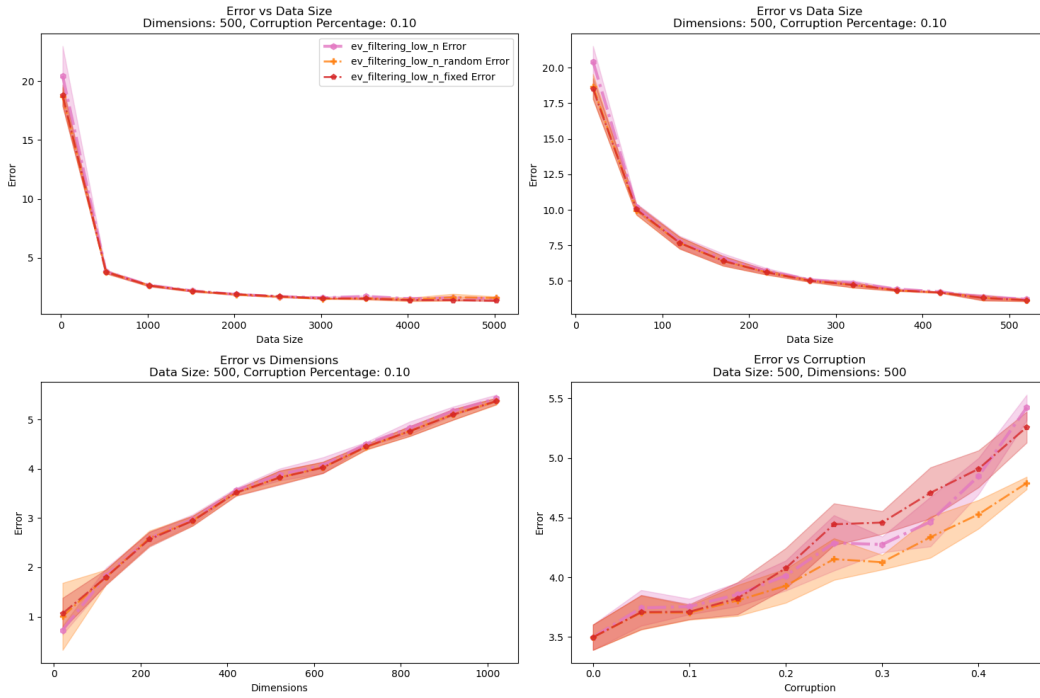 Error vs Data Size
Dimensions: 500, Corruption Percentage: 0.10
ev_filtering_low_n Error
ev_filtering_low_n_random Error
ev_filtering_low_n_fixed Error
Error
20
15
10
5
0
1000
2000
3000
4000
5000
Data Size
Error vs Data Size
Dimensions: 500, Corruption Percentage: 0.10
Error
20.0
17.5
15.0
12.5
10.0
7.5
5.0
0
100
200
300
400
500
Data Size
Error vs Dimensions
Data Size: 500, Corruption Percentage: 0.10
Error
5
4
3
2
1
0
200
400
600
800
1000
Dimensions
Error vs Corruption
Data Size: 500, Dimensions: 500
Error
5.5
5.0
4.5
4.0
3.5
0.0
0.1
0.2
0.3
0.4
Corruption